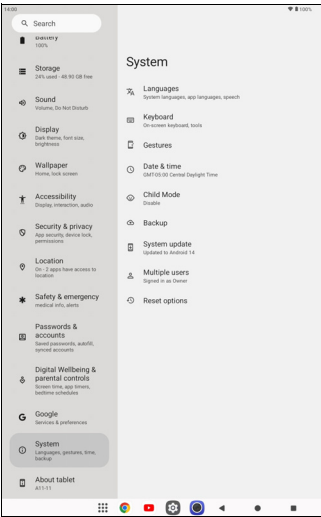 14:00
100%
Search
Battery
100%
Storage
24% used - 48.90 GB free
Sound
Volume, Do Not Disturb
Display
Dark theme, font size,
brightness
Wallpaper
Home, lock screen
Accessibility
Display, interaction, audio
Security & privacy
App security, device lock,
permissions
Location
On - 2 apps have access to
location
Safety & emergency
medical info, alerts
Passwords &
accounts
Saved passwords, autofill,
synced accounts
Digital Wellbeing &
parental controls
Screen time, app timers,
bedtime schedules
Google
Services & preferences
System
Languages, gestures, time,
backup
About tablet
A11-11
System
Languages
System languages, app languages, speech
Keyboard
On-screen keyboard, tools
Gestures
Date & time
GMT-05:00 Central Daylight Time
Child Mode
Disable
Backup
System update
Updated to Android 14
Multiple users
Signed in as Owner
Reset options